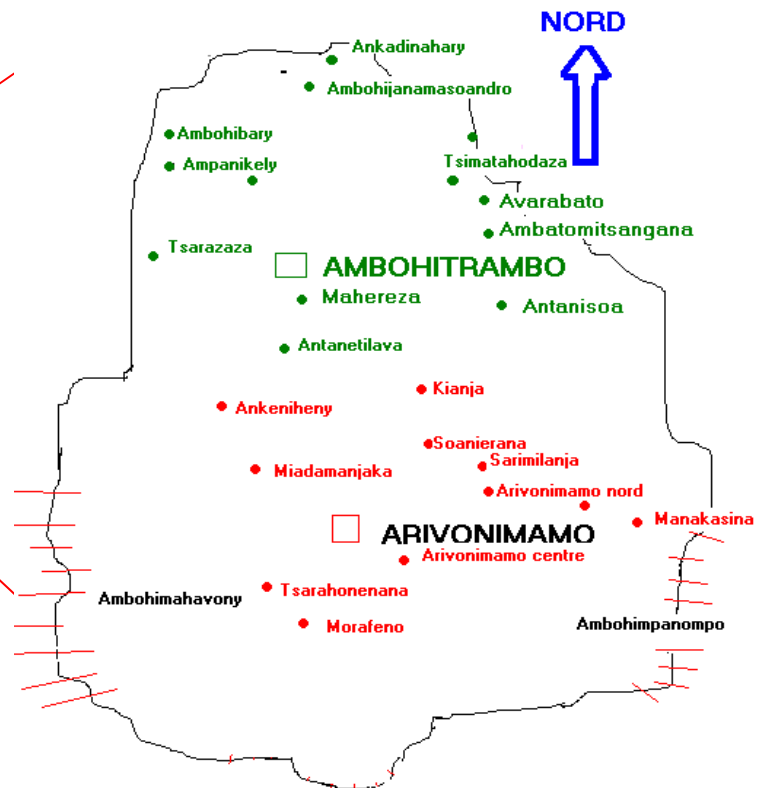 NORD
Ankadinahary
Ambohijanamasoandro
Ambohibary
Ampanikely
Tsimatahodaza
Avarabato
Ambatomitsangana
Tsarazaza
AMBOHITRAMBO
Mahereza
Antanisoa
Antanetilava
Kianja
Ankeniheny
Soanierana
Sarimilanja
Miadamanjaka
Arivonimamo nord
Manakasina
ARIVONIMAMO
Arivonimamo centre
Tsarahonenana
Ambohimahavony
Morafeno
Ambohimpanompo